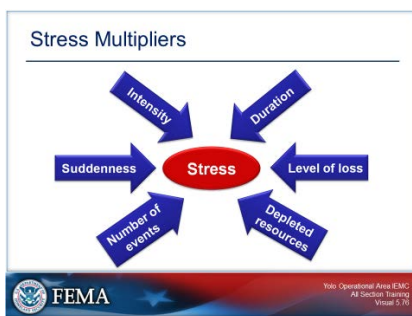 Stress Multipliers
Intensity
Duration
Suddenness
Stress
Level of loss
Number of
events
Depleted
resources
FEMA
Yolo Operational Area IEMC
All Section Training
Visual 5.76